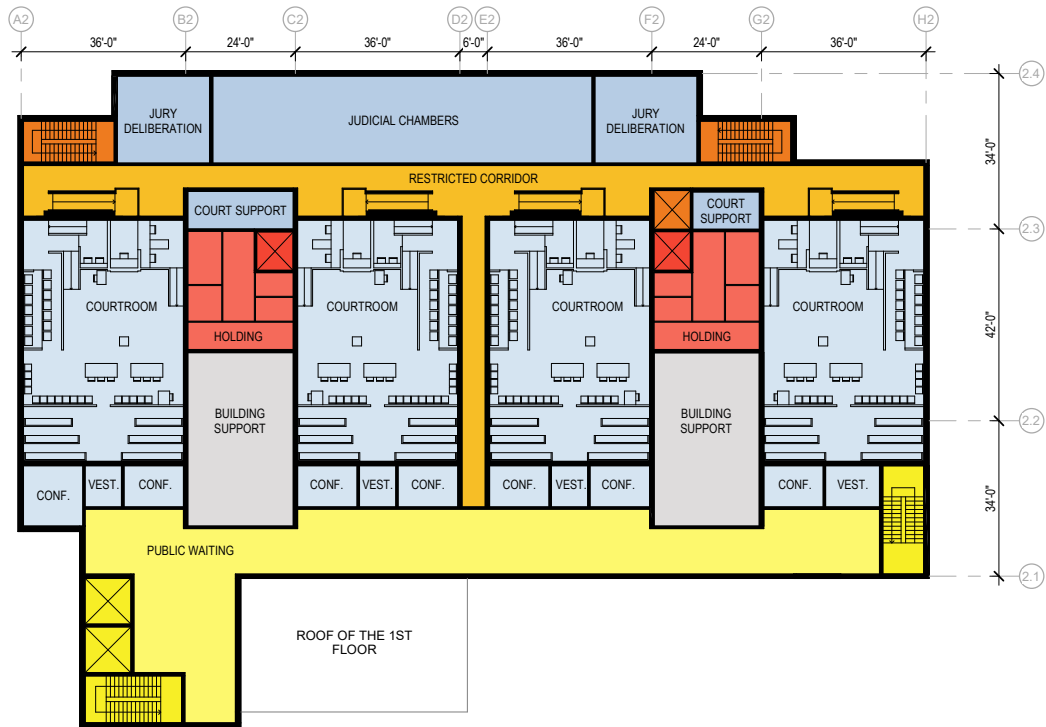 A2
B2
C2
D2
E2
F2
G2
H2
36'-0"
24'-0"
36'-0"
6'-0"
36'-0"
24'-0"
36'-0"
2.4
JURY
DELIBERATION
JUDICIAL CHAMBERS
JURY
DELIBERATION
34'-0"
RESTRICTED CORRIDOR
COURT SUPPORT
COURT
SUPPORT
2.3
COURTROOM
COURTROOM
COURTROOM
COURTROOM
42'-0"
HOLDING
HOLDING
BUILDING
SUPPORT
BUILDING
SUPPORT
2.2
CONF.
VEST.
CONF.
CONF.
VEST.
CONF.
CONF.
VEST.
CONF.
CONF.
VEST.
34'-0"
PUBLIC WAITING
2.1
ROOF OF THE 1ST
FLOOR